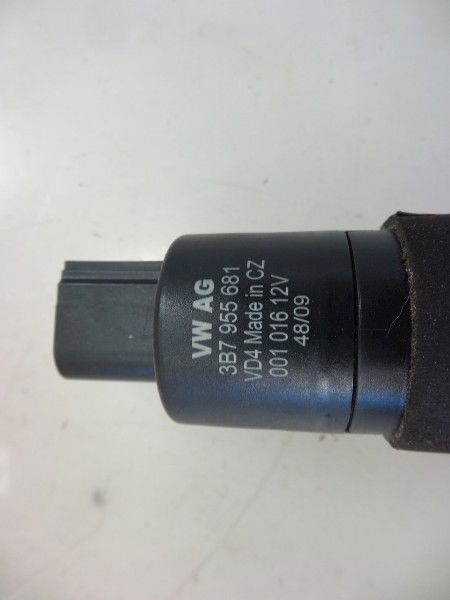 VW AG
3B7 955 681
VD4 Made in CZ
001 016 12V
48/09